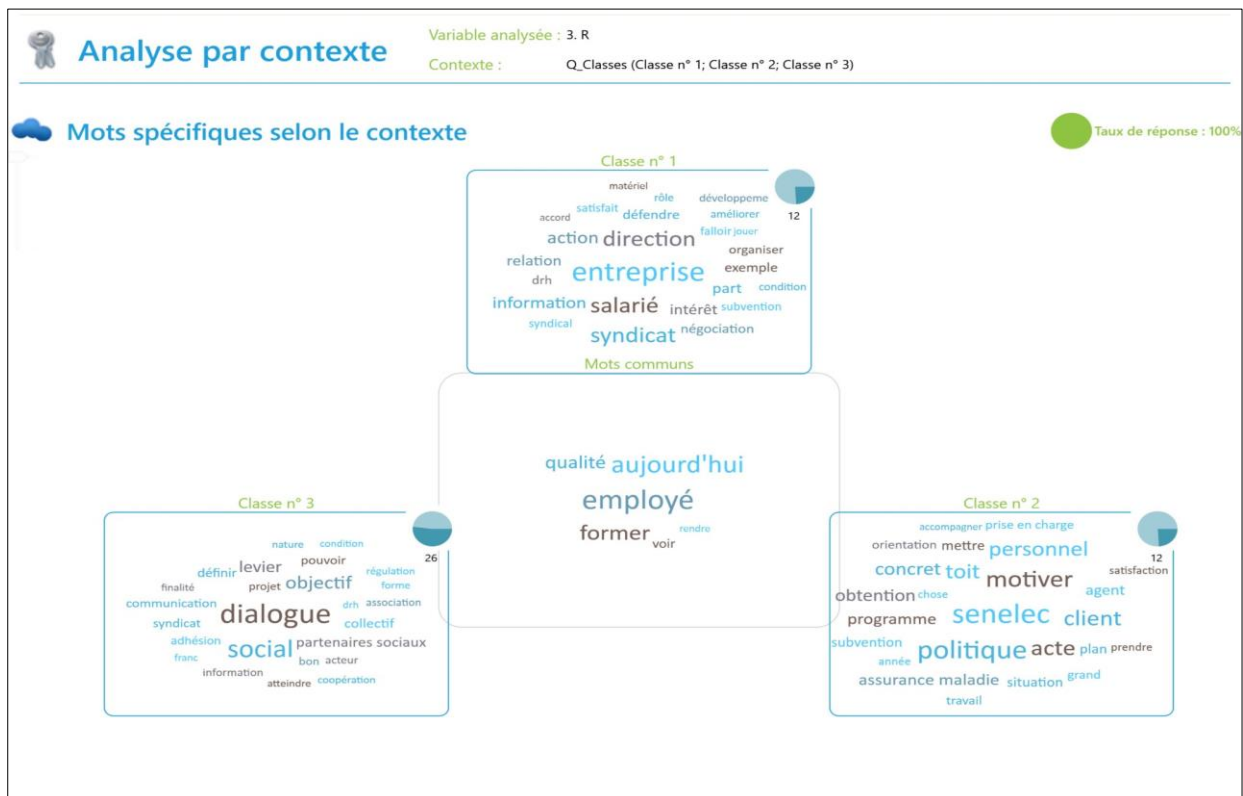 Analyse par contexte
Variable analysée : 3. R
Contexte : Q_Classes (Classe n° 1; Classe n° 2; Classe n° 3)
Mots spécifiques selon le contexte
Taux de réponse : 100%
Classe n° 1
12
matériel
rôle développeme
satisfait
accord défendre améliorer
falloir jouer
action direction
organiser
relation
entreprise exemple
drh
part condition
information salarié intérêt subvention
syndical
syndicat négociation
Mots communs
qualité aujourd'hui
employé
former voir rendre
Classe n° 3
26
nature condition
levier pouvoir
définir régulation
finalité projet objectif forme
communication dialogue drh association
syndicat collectif
adhésion social partenaires sociaux
franc bon acteur
information
atteindre coopération
Classe n° 2
12
accompagner prise en charge
orientation mettre personnel
concret toit satisfaction
motiver agent
obtention chose
programme senelec client
subvention politique acte plan prendre
année
assurance maladie situation grand
travail